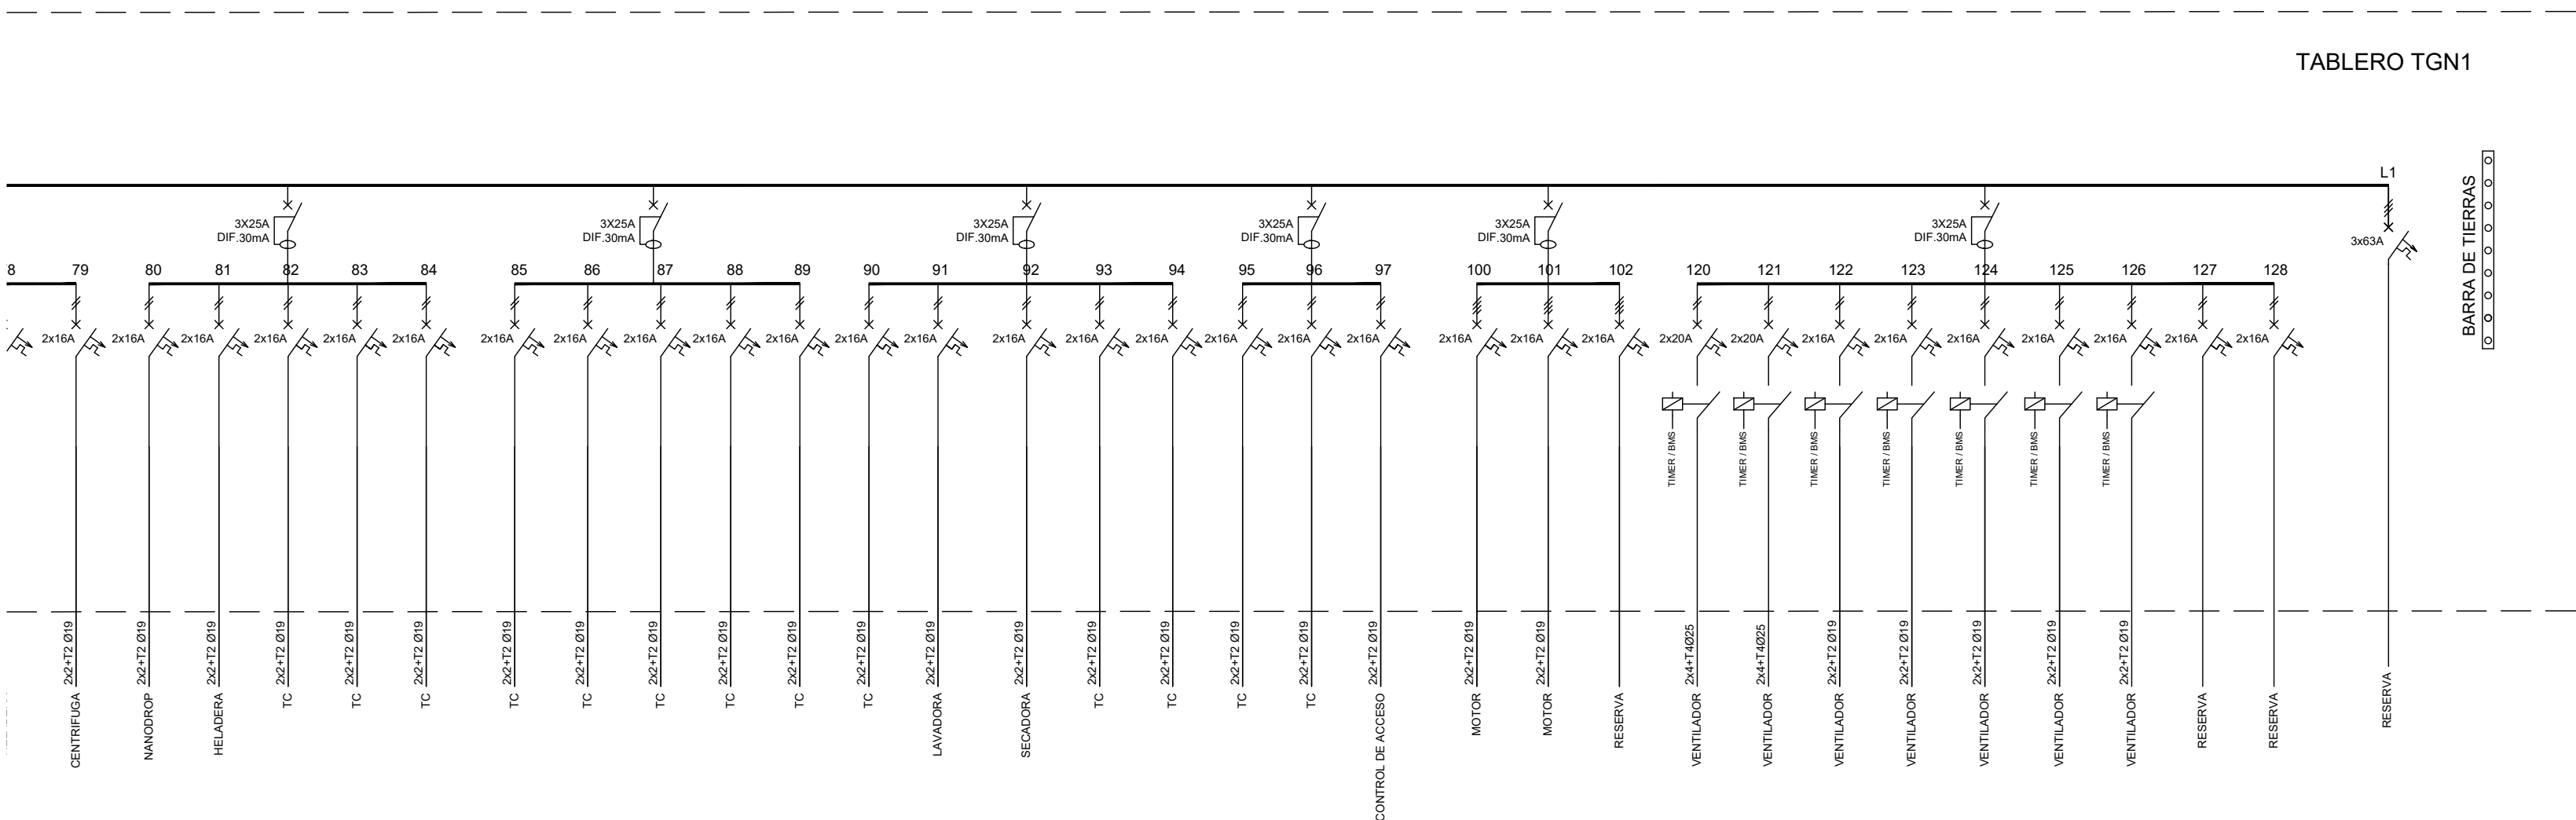 TABLERO TGN1
L1
BARRA DE TIERRAS
3X25A
DIF.30mA
3X25A
DIF.30mA
3X25A
DIF.30mA
3X25A
DIF.30mA
3X25A
DIF.30mA
3X25A
DIF.30mA
3x63A
8 79 80 81 82 83 84 85 86 87 88 89 90 91 92 93 94 95 96 97 100 101 102 120 121 122 123 124 125 126 127 128
2x16A 2x16A 2x16A 2x16A 2x16A 2x16A 2x16A 2x16A 2x16A 2x16A 2x16A 2x16A 2x16A 2x16A 2x16A 2x16A 2x16A 2x16A 2x16A 2x16A 2x16A 2x16A 2x20A 2x20A 2x16A 2x16A 2x16A 2x16A 2x16A 2x16A 2x16A
TIMER / BMS
TIMER / BMS
TIMER / BMS
TIMER / BMS
TIMER / BMS
TIMER / BMS
TIMER / BMS
2x2+T2 Ø19
CENTRIFUGA
2x2+T2 Ø19
NANODROP
2x2+T2 Ø19
HELADERA
2x2+T2 Ø19
TC
2x2+T2 Ø19
TC
2x2+T2 Ø19
TC
2x2+T2 Ø19
TC
2x2+T2 Ø19
TC
2x2+T2 Ø19
TC
2x2+T2 Ø19
TC
2x2+T2 Ø19
TC
2x2+T2 Ø19
TC
2x2+T2 Ø19
LAVADORA
2x2+T2 Ø19
SECADORA
2x2+T2 Ø19
TC
2x2+T2 Ø19
TC
2x2+T2 Ø19
TC
2x2+T2 Ø19
TC
2x2+T2 Ø19
CONTROL DE ACCESO
2x2+T2 Ø19
MOTOR
2x2+T2 Ø19
MOTOR
RESERVA
2x4+T4Ø25
VENTILADOR
2x4+T4Ø25
VENTILADOR
2x2+T2 Ø19
VENTILADOR
2x2+T2 Ø19
VENTILADOR
2x2+T2 Ø19
VENTILADOR
2x2+T2 Ø19
VENTILADOR
2x2+T2 Ø19
VENTILADOR
RESERVA
RESERVA
RESERVA